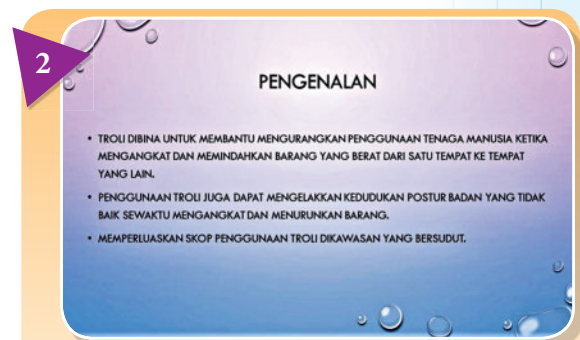 2
PENGENALAN
• TROLI DIBINA UNTUK MEMBANTU MENGURANGKAN PENGGUNAAN TENAGA MANUSIA KETIKA
MENGANGKAT DAN MEMINDAHKAN BARANG YANG BERAT DARI SATU TEMPAT KE TEMPAT
YANG LAIN.
• PENGGUNAAN TROLI JUGA DAPAT MENGELAKKAN KEDUDUKAN POSTUR BADAN YANG TIDAK
BAIK SEWAKTU MENGANGKAT DAN MENURUNKAN BARANG.
• MEMPERLUASKAN SKOP PENGGUNAAN TROLI DIKAWASAN YANG BERSUDUT.